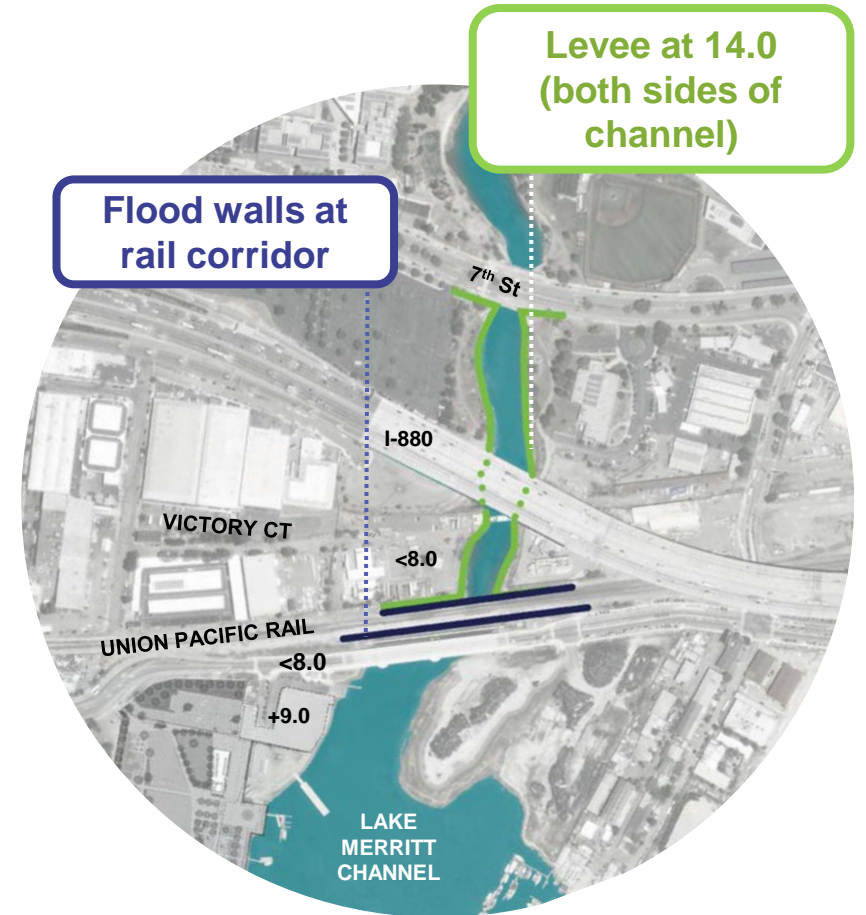 Levee at 14.0
(both sides of
channel)
Flood walls at
rail corridor
7th St
I-880
VICTORY CT
<8.0
UNION PACIFIC RAIL
<8.0
+9.0
LAKE
MERRITT
CHANNEL